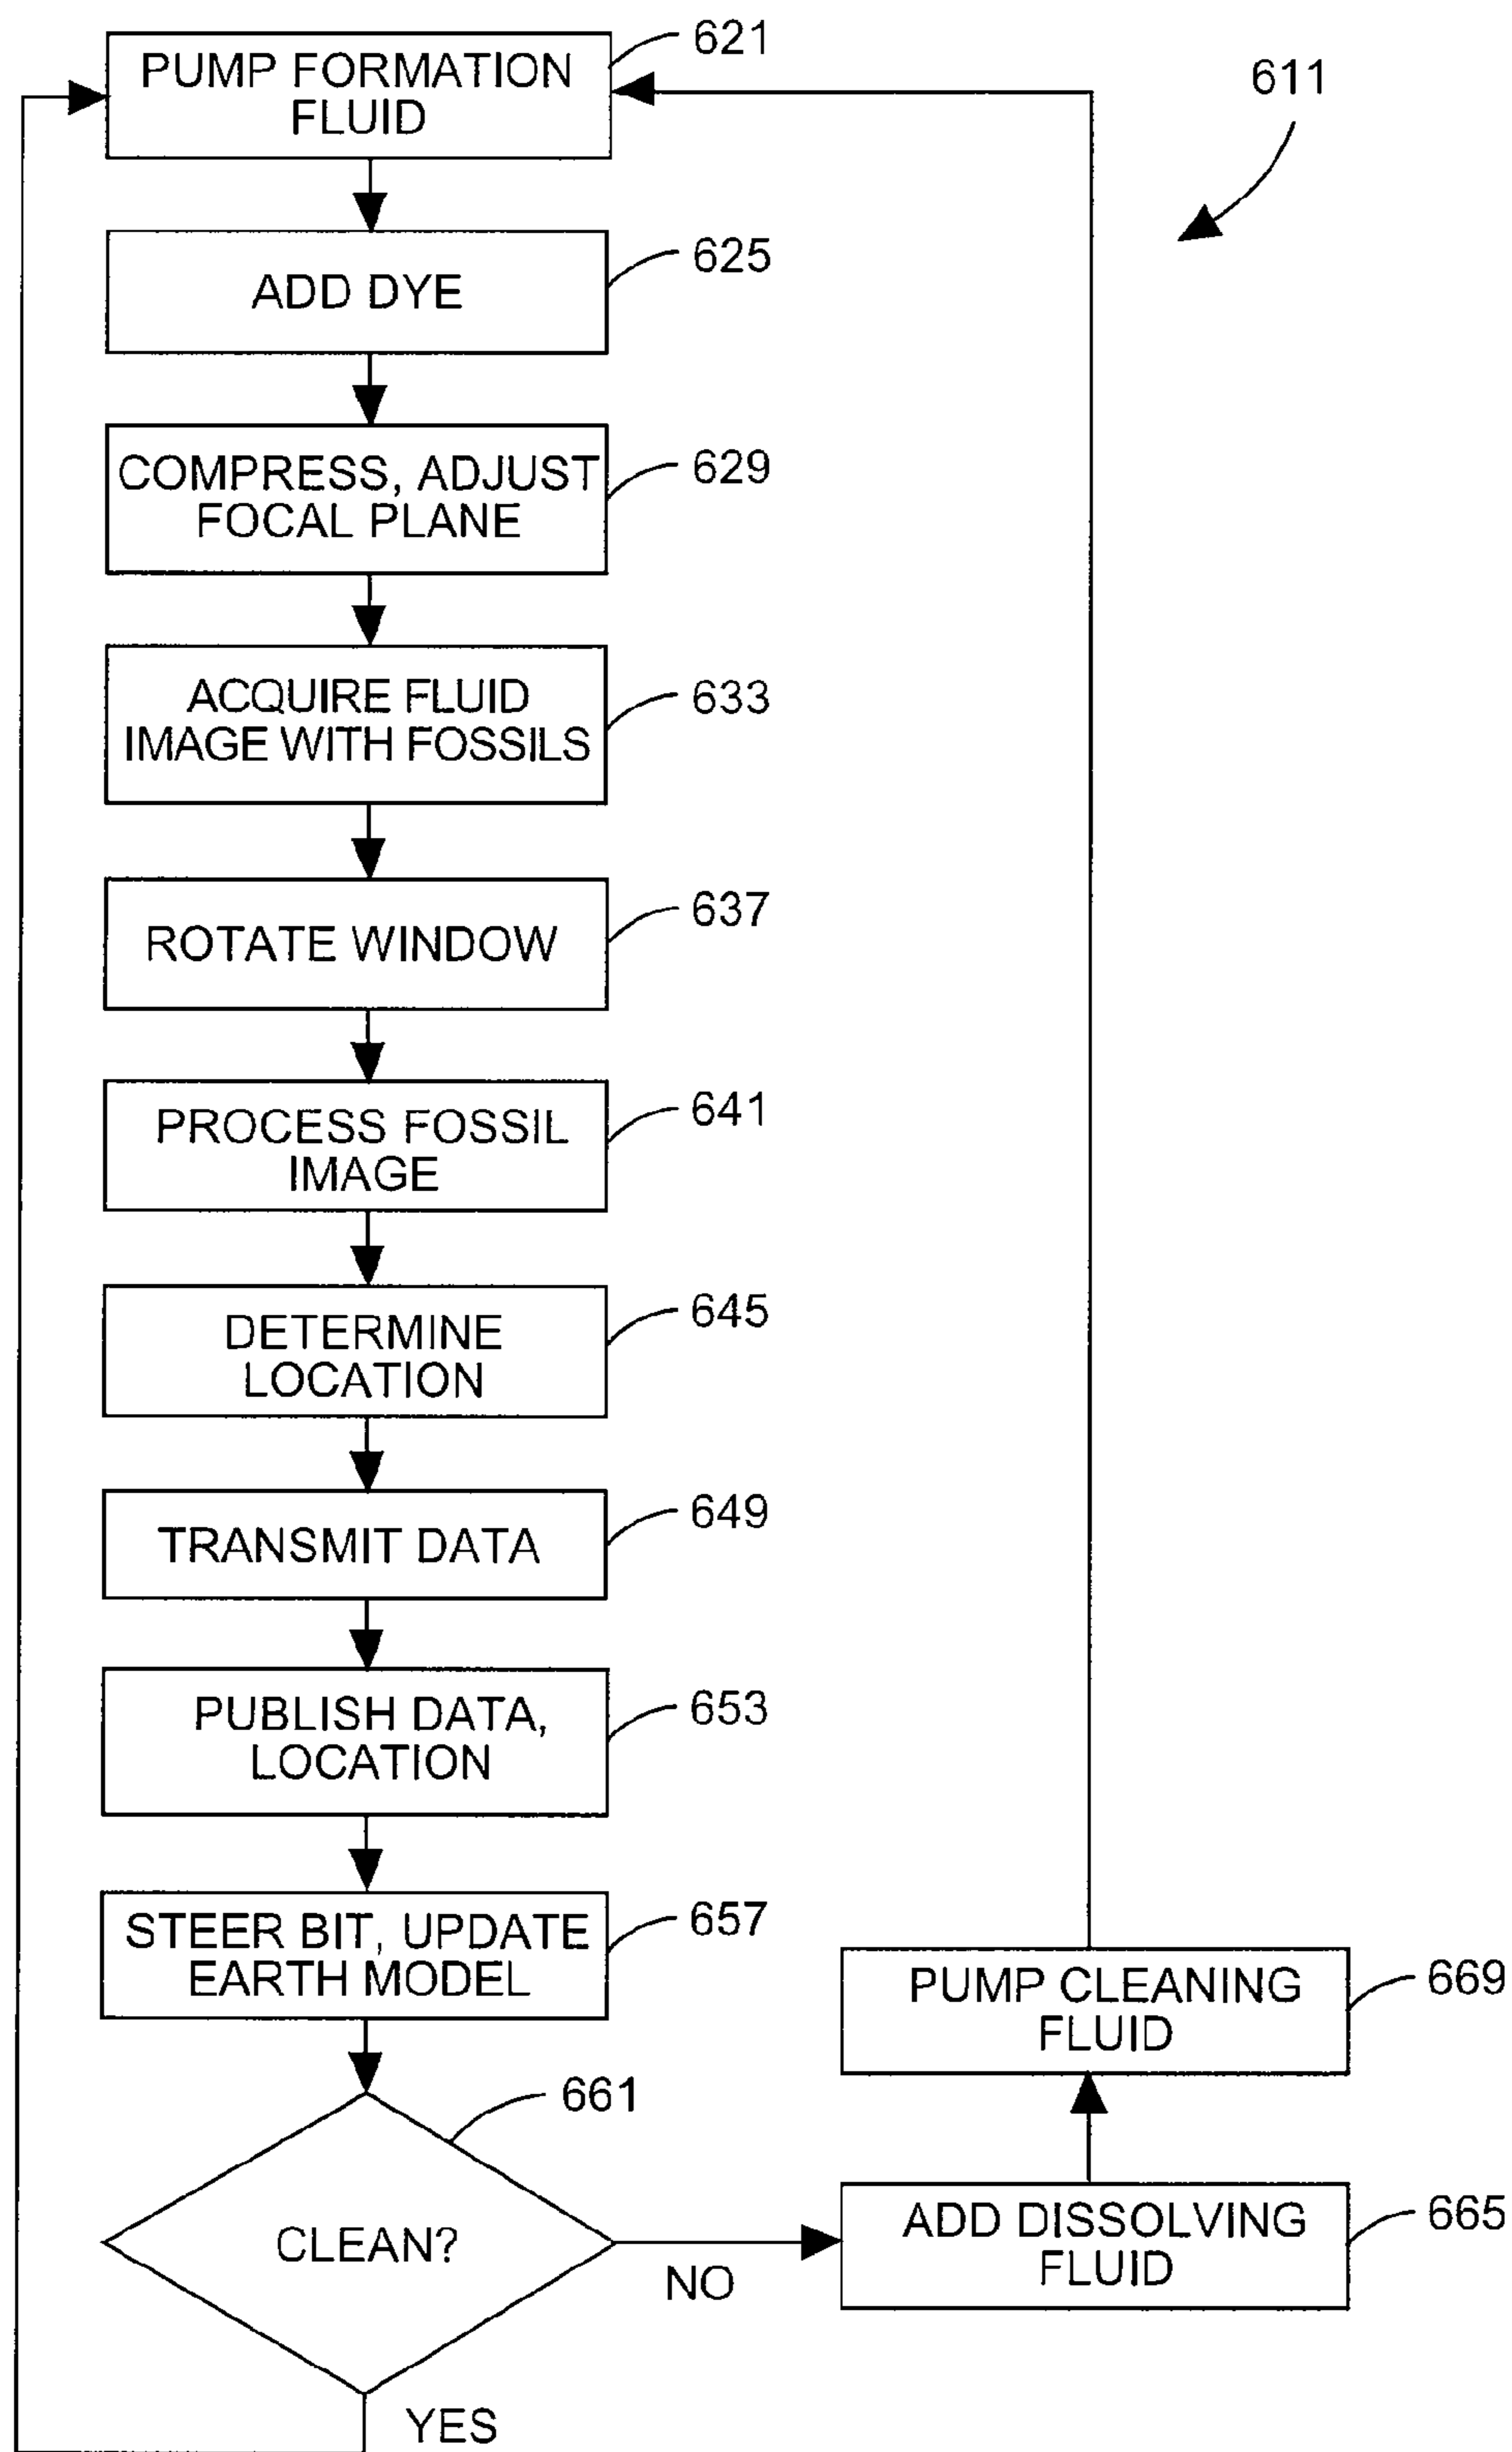 PUMP FORMATION
FLUID
621
611
ADD DYE
625
COMPRESS, ADJUST
FOCAL PLANE
629
ACQUIRE FLUID
IMAGE WITH FOSSILS
633
ROTATE WINDOW
637
PROCESS FOSSIL
IMAGE
641
DETERMINE
LOCATION
645
TRANSMIT DATA
649
PUBLISH DATA,
LOCATION
653
STEER BIT, UPDATE
EARTH MODEL
657
CLEAN?
661
YES
NO
ADD DISSOLVING
FLUID
665
PUMP CLEANING
FLUID
669